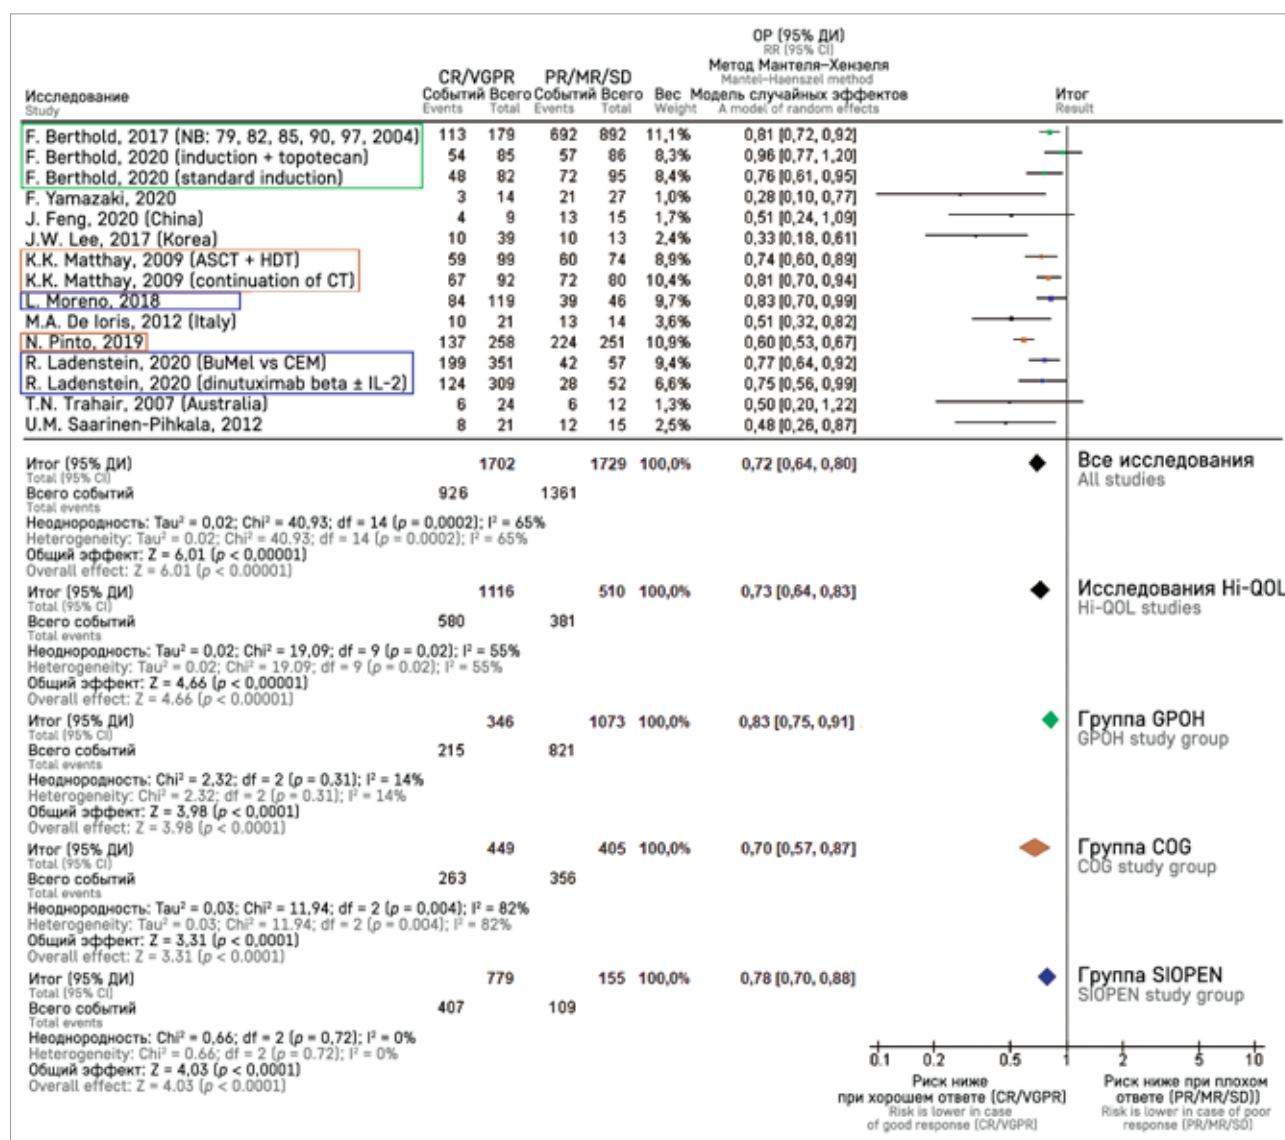 ОР (95% ДИ)
RR (95% CI)
CR/VGPR PR/MR/SD Метод Мантеля–Хензеля
Mantel–Haenszel method
Исследование Событий Всего Событий Всего Вес Модель случайных эффектов Итог
Study Events Total Events Total Weight A model of random effects Result
F. Berthold, 2017 (NB: 79, 82, 85, 90, 97, 2004) 113 179 692 892 11,1% 0,81 [0,72, 0,92]
F. Berthold, 2020 (induction + topotecan) 54 85 57 86 8,3% 0,96 [0,77, 1,20]
F. Berthold, 2020 (standard induction) 48 82 72 95 8,4% 0,76 [0,61, 0,95]
F. Yamazaki, 2020 3 14 21 27 1,0% 0,28 [0,10, 0,77]
J. Feng, 2020 (China) 4 9 13 15 1,7% 0,51 [0,24, 1,09]
J.W. Lee, 2017 (Korea) 10 39 10 13 2,4% 0,33 [0,18, 0,61]
K.K. Matthay, 2009 (ASCT + HDT) 59 99 60 74 8,9% 0,74 [0,60, 0,89]
K.K. Matthay, 2009 (continuation of CT) 67 92 72 80 10,4% 0,81 [0,70, 0,94]
L. Moreno, 2018 84 119 39 46 9,7% 0,83 [0,70, 0,99]
M.A. De Ioris, 2012 (Italy) 10 21 13 14 3,6% 0,51 [0,32, 0,82]
N. Pinto, 2019 137 258 224 251 10,9% 0,60 [0,53, 0,67]
R. Ladenstein, 2020 (BuMel vs CEM) 199 351 42 57 9,4% 0,77 [0,64, 0,92]
R. Ladenstein, 2020 (dinutuximab beta ± IL-2) 124 309 28 52 6,6% 0,75 [0,56, 0,99]
T.N. Trahair, 2007 (Australia) 6 24 6 12 1,3% 0,50 [0,20, 1,22]
U.M. Saarinen-Pihkala, 2012 8 21 12 15 2,5% 0,48 [0,26, 0,87]
Итог (95% ДИ) 1702 1729 100,0% 0,72 [0,64, 0,80] Все исследования
Total (95% CI) All studies
Всего событий 926 1361
Total events
Неоднородность: Tau² = 0,02; Chi² = 40,93; df = 14 (p = 0,0002); I² = 65%
Heterogeneity: Tau² = 0.02; Chi² = 40.93; df = 14 (p = 0.0002); I² = 65%
Общий эффект: Z = 6,01 (p < 0,00001)
Overall effect: Z = 6.01 (p < 0.00001)
Итог (95% ДИ) 1116 510 100,0% 0,73 [0,64, 0,83] Исследования Hi-QOL
Total (95% CI) Hi-QOL studies
Всего событий 580 381
Total events
Неоднородность: Tau² = 0,02; Chi² = 19,09; df = 9 (p = 0,02); I² = 55%
Heterogeneity: Tau² = 0.02; Chi² = 19.09; df = 9 (p = 0.02); I² = 55%
Общий эффект: Z = 4,66 (p < 0,00001)
Overall effect: Z = 4.66 (p < 0.00001)
Итог (95% ДИ) 346 1073 100,0% 0,83 [0,75, 0,91] Группа GPOH
Total (95% CI) GPOH study group
Всего событий 215 821
Total events
Неоднородность: Chi² = 2,32; df = 2 (p = 0,31); I² = 14%
Heterogeneity: Chi² = 2.32; df = 2 (p = 0.31); I² = 14%
Общий эффект: Z = 3,98 (p < 0,0001)
Overall effect: Z = 3.98 (p < 0.0001)
Итог (95% ДИ) 449 405 100,0% 0,70 [0,57, 0,87] Группа COG
Total (95% CI) COG study group
Всего событий 263 356
Total events
Неоднородность: Tau² = 0,03; Chi² = 11,94; df = 2 (p = 0,004); I² = 82%
Heterogeneity: Tau² = 0.03; Chi² = 11.94; df = 2 (p = 0.004); I² = 82%
Общий эффект: Z = 3,31 (p < 0,0001)
Overall effect: Z = 3.31 (p < 0.0001)
Итог (95% ДИ) 779 155 100,0% 0,78 [0,70, 0,88] Группа SIOPEN
Total (95% CI) SIOPEN study group
Всего событий 407 109
Total events
Неоднородность: Chi² = 0,66; df = 2 (p = 0,72); I² = 0%
Heterogeneity: Chi² = 0.66; df = 2 (p = 0.72); I² = 0%
Общий эффект: Z = 4,03 (p < 0,0001)
Overall effect: Z = 4.03 (p < 0.0001)
0.1 0.2 0.5 1 2 5 10
Риск ниже Риск ниже при плохом
при хорошем ответе (CR/VGPR) ответе (PR/MR/SD))
Risk is lower in case Risk is lower in case of poor
of good response (CR/VGPR) response (PR/MR/SD)